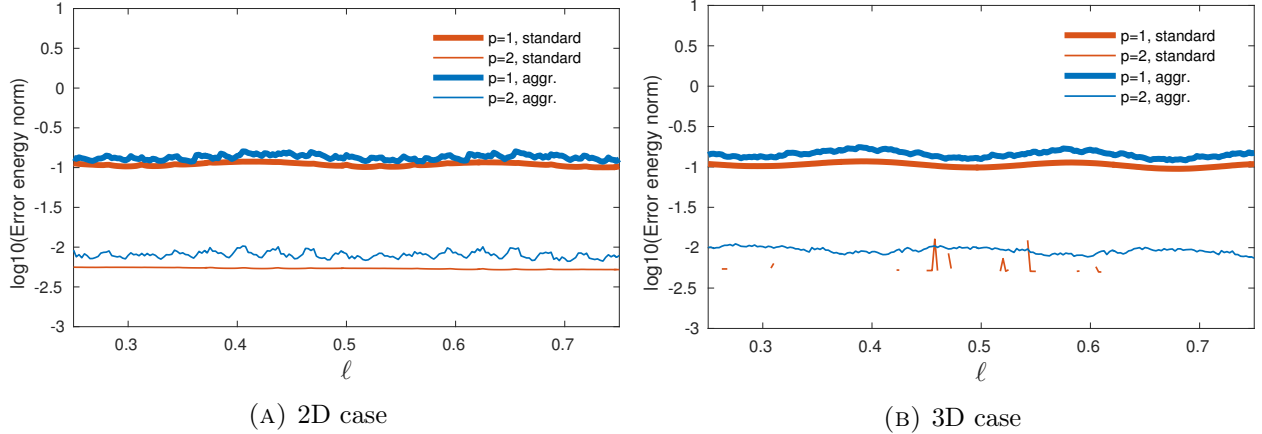 1
0.5
0
-0.5
-1
-1.5
-2
-2.5
-3
log10(Error energy norm)
p=1, standard
p=2, standard
p=1, aggr.
p=2, aggr.
0.3 0.4 0.5 0.6 0.7
ℓ
(A) 2D case
1
0.5
0
-0.5
-1
-1.5
-2
-2.5
-3
log10(Error energy norm)
p=1, standard
p=2, standard
p=1, aggr.
p=2, aggr.
0.3 0.4 0.5 0.6 0.7
ℓ
(B) 3D case